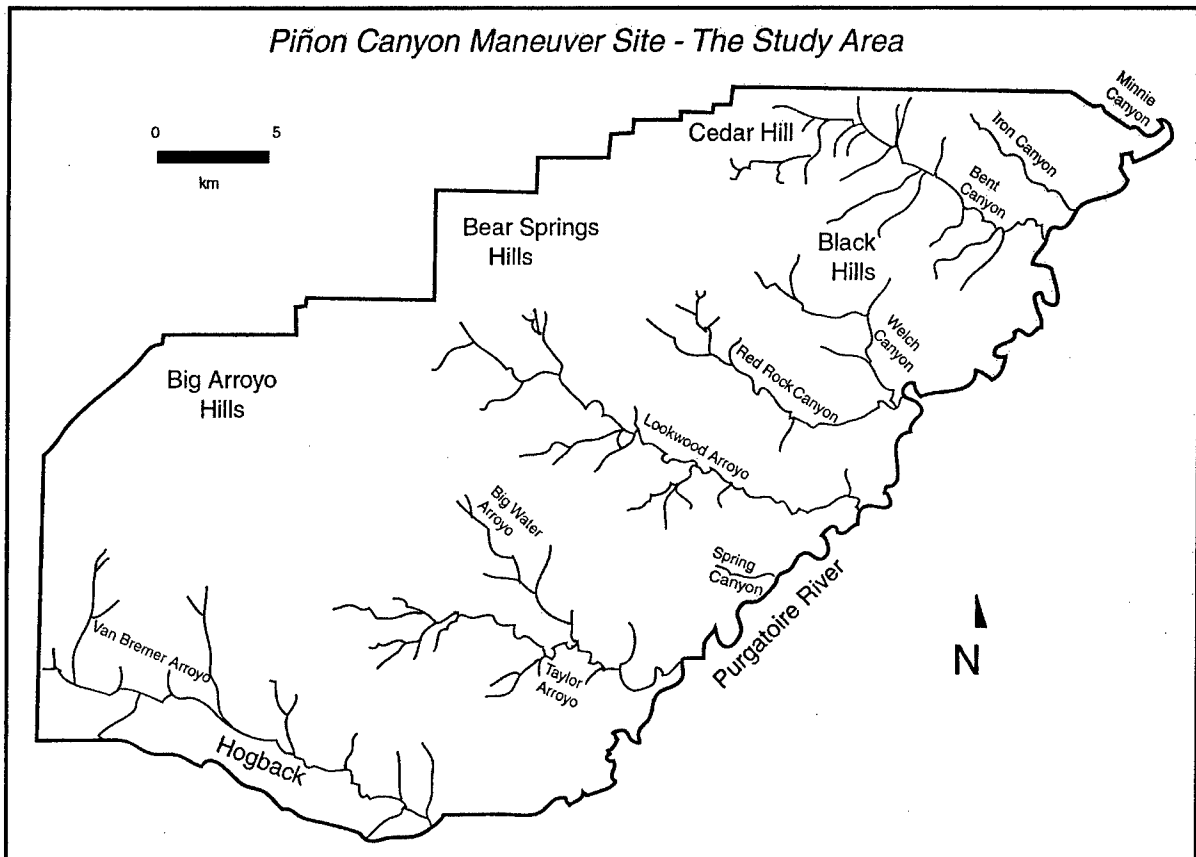 Piñon Canyon Maneuver Site - The Study Area
0 5
km
Minnie
Canyon
Iron Canyon
Cedar Hill
Bent
Canyon
Bear Springs
Hills
Black
Hills
Welch
Canyon
Big Arroyo
Hills
Red Rock Canyon
Lookwood Arroyo
Big Water
Arroyo
Spring
Canyon
Purgatoire River
N
Van Bremer Arroyo
Taylor
Arroyo
Hogback